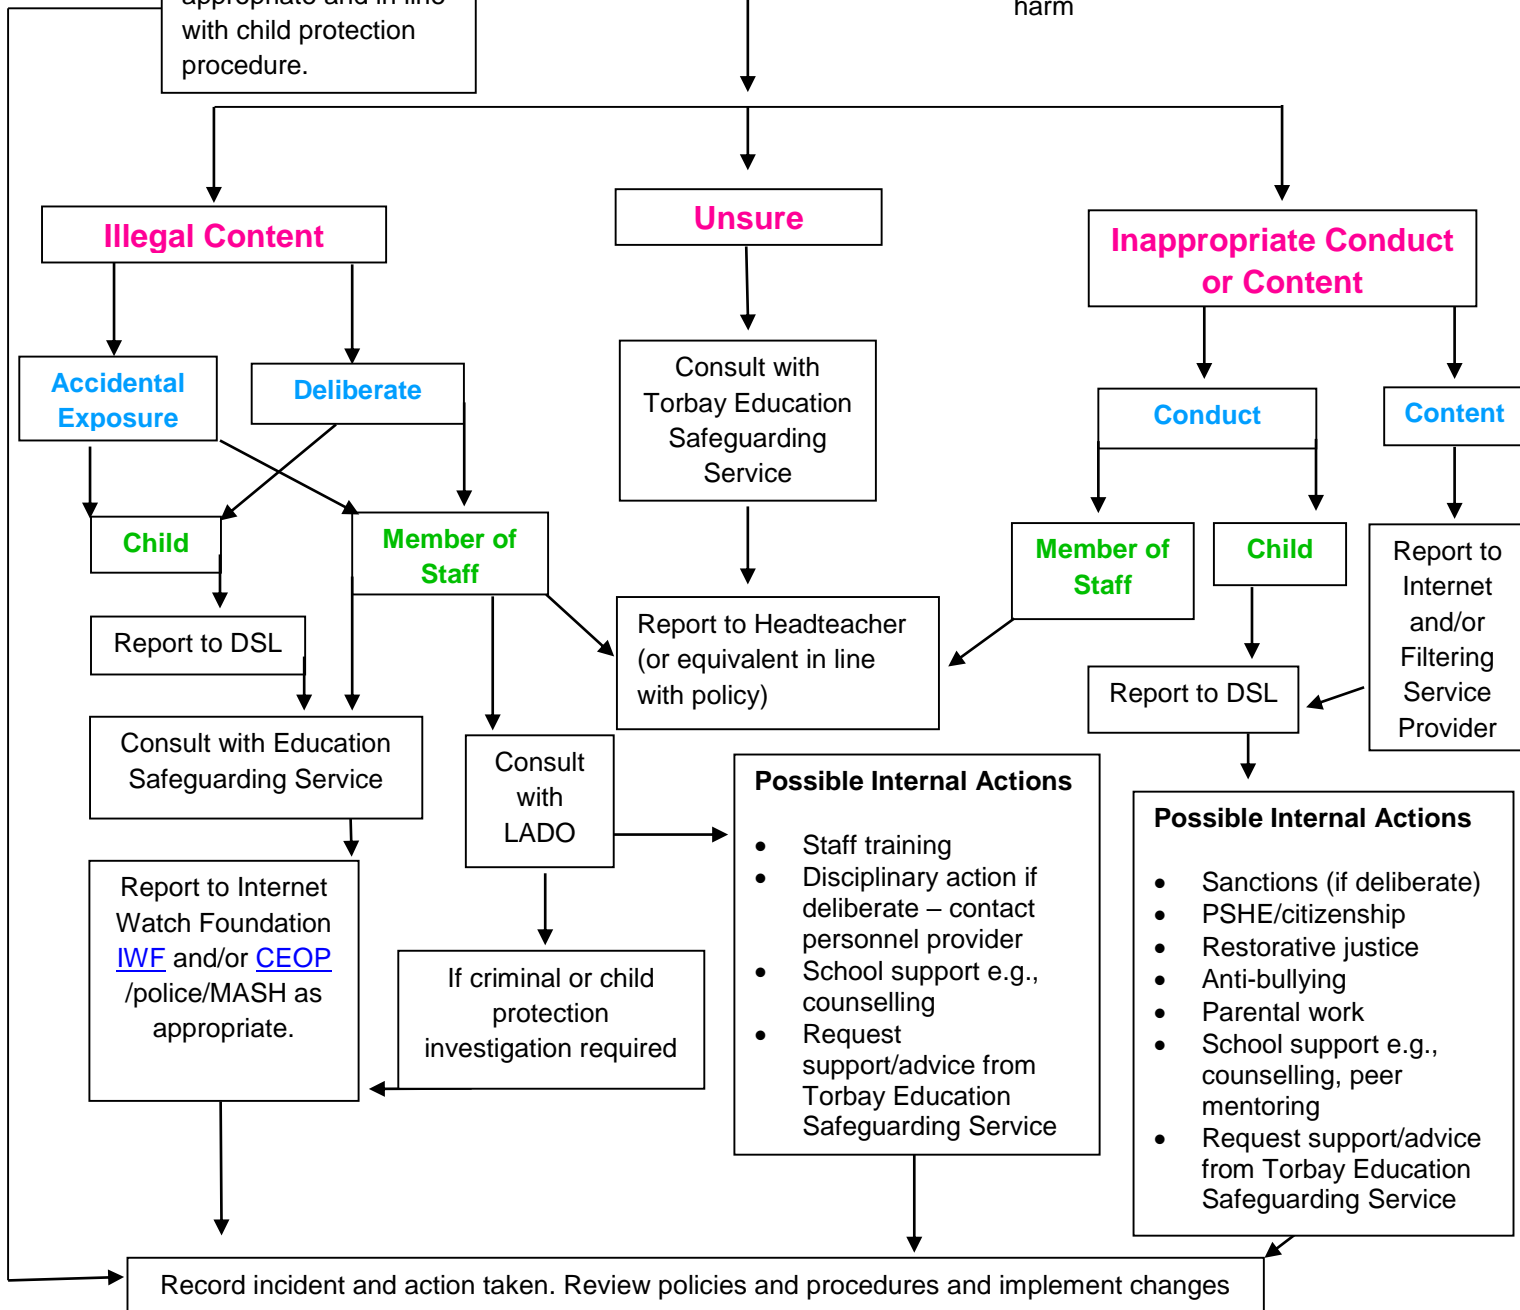 appropriate and in line
with child protection
procedure.
harm
Illegal Content
Unsure
Inappropriate Conduct
or Content
Accidental
Exposure
Deliberate
Consult with
Torbay Education
Safeguarding
Service
Conduct
Content
Child
Member of
Staff
Member of
Staff
Child
Report to
Internet
and/or
Filtering
Service
Provider
Report to DSL
Report to Headteacher
(or equivalent in line
with policy)
Report to DSL
Consult with Education
Safeguarding Service
Consult
with
LADO
Possible Internal Actions
• Staff training
• Disciplinary action if
deliberate – contact
personnel provider
• School support e.g.,
counselling
• Request
support/advice from
Torbay Education
Safeguarding Service
Possible Internal Actions
• Sanctions (if deliberate)
• PSHE/citizenship
• Restorative justice
• Anti-bullying
• Parental work
• School support e.g.,
counselling, peer
mentoring
• Request support/advice
from Torbay Education
Safeguarding Service
Report to Internet
Watch Foundation
IWF and/or CEOP
/police/MASH as
appropriate.
If criminal or child
protection
investigation required
Record incident and action taken. Review policies and procedures and implement changes